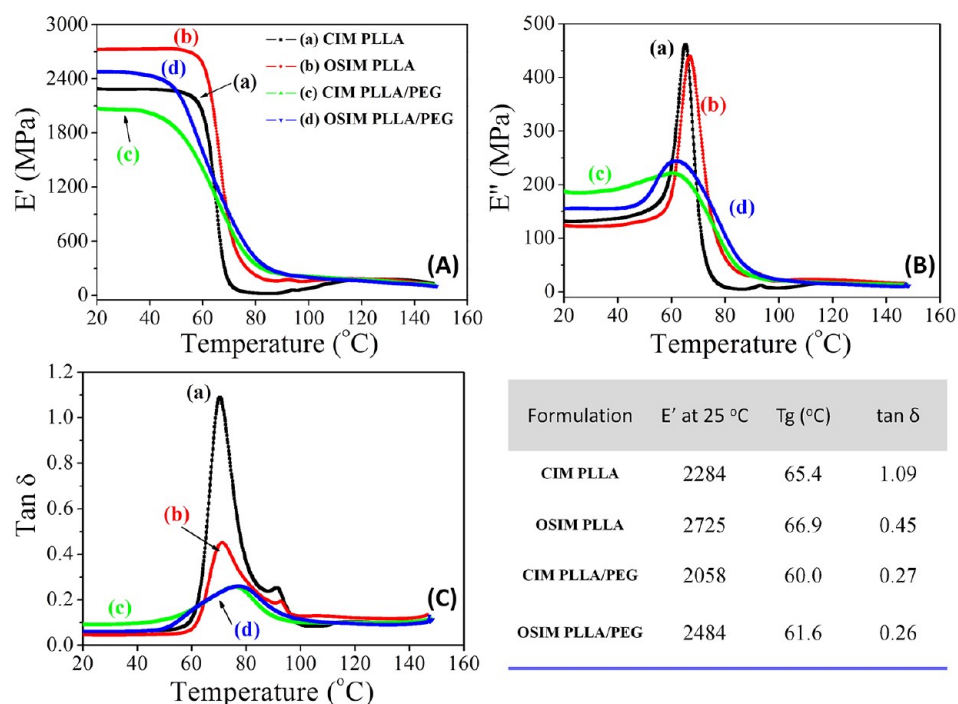 3000
2400
1800
1200
600
0
E' (MPa)
(b)
(d)
(a)
(c)
(a) CIM PLLA
(b) OSIM PLLA
(c) CIM PLLA/PEG
(d) OSIM PLLA/PEG
(A)
20 40 60 80 100 120 140 160
Temperature (°C)
500
400
300
200
100
0
E'' (MPa)
(a)
(b)
(c)
(d)
(B)
20 40 60 80 100 120 140 160
Temperature (°C)
1.2
1.0
0.8
0.6
0.4
0.2
0.0
Tan δ
(a)
(b)
(c)
(d)
(C)
20 40 60 80 100 120 140 160
Temperature (°C)
Formulation E' at 25 °C Tg (°C) tan δ
CIM PLLA 2284 65.4 1.09
OSIM PLLA 2725 66.9 0.45
CIM PLLA/PEG 2058 60.0 0.27
OSIM PLLA/PEG 2484 61.6 0.26